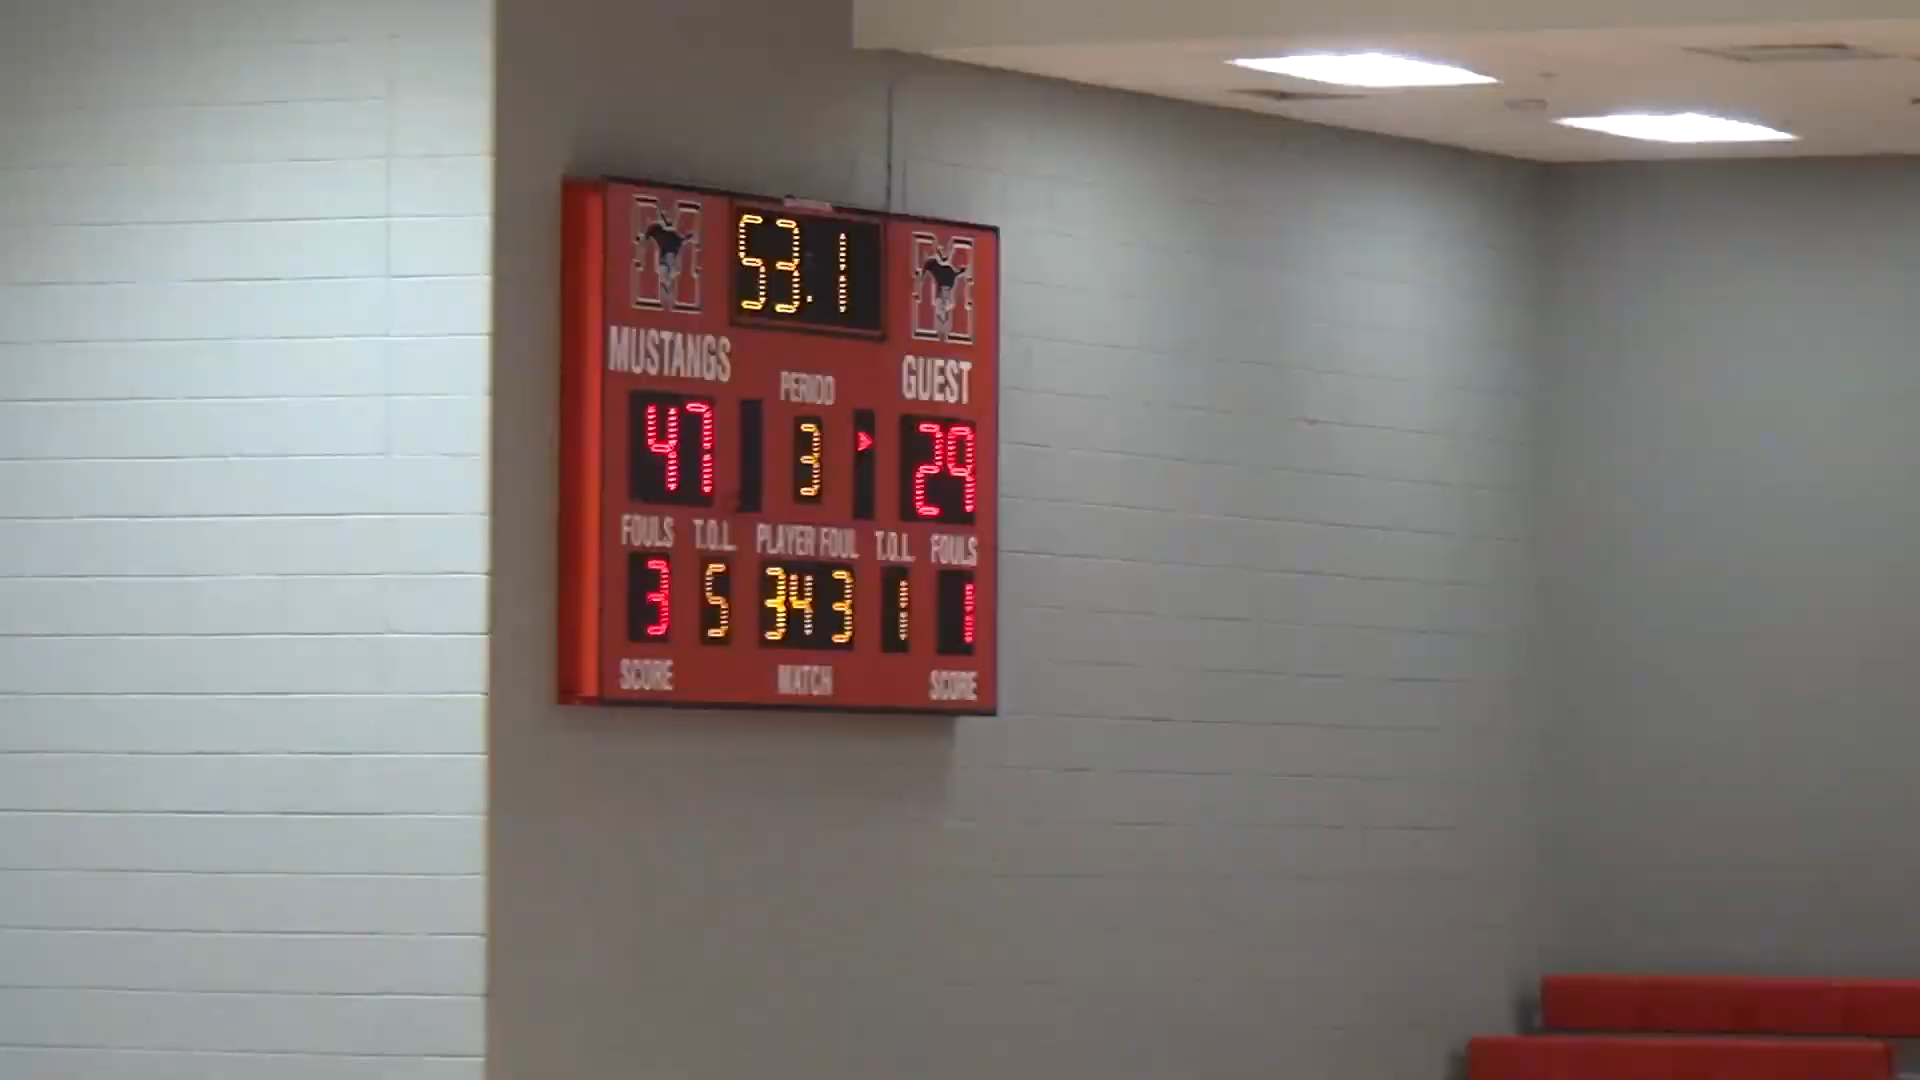 M 53.1 M
MUSTANGS GUEST
PERIOD
47 3 29
FOULS T.O.L. PLAYER FOUL T.O.L. FOULS
3 5 34 3 1 1
SCORE MATCH SCORE